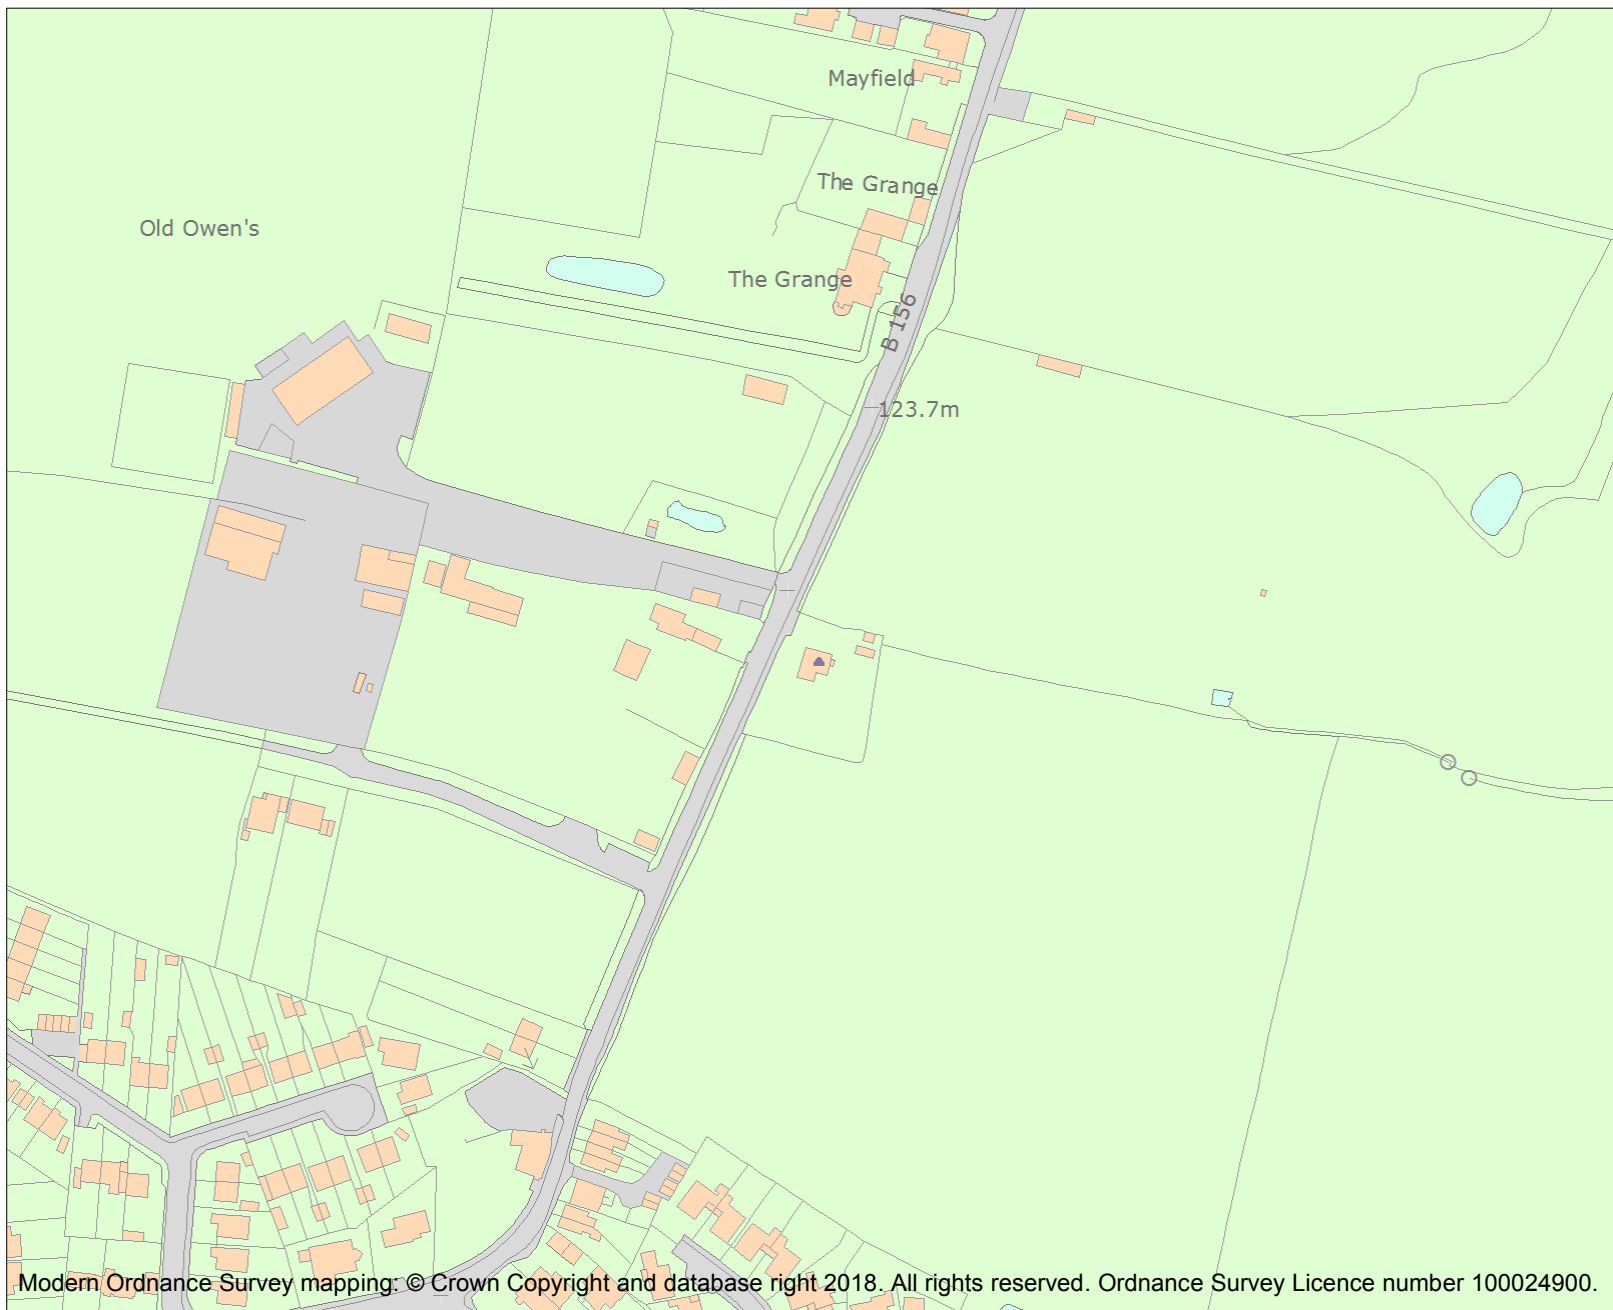 Mayfield
The Grange
Old Owen's
The Grange
B 156
123.7m
Modern Ordnance Survey mapping: © Crown Copyright and database right 2018. All rights reserved. Ordnance Survey Licence number 100024900.